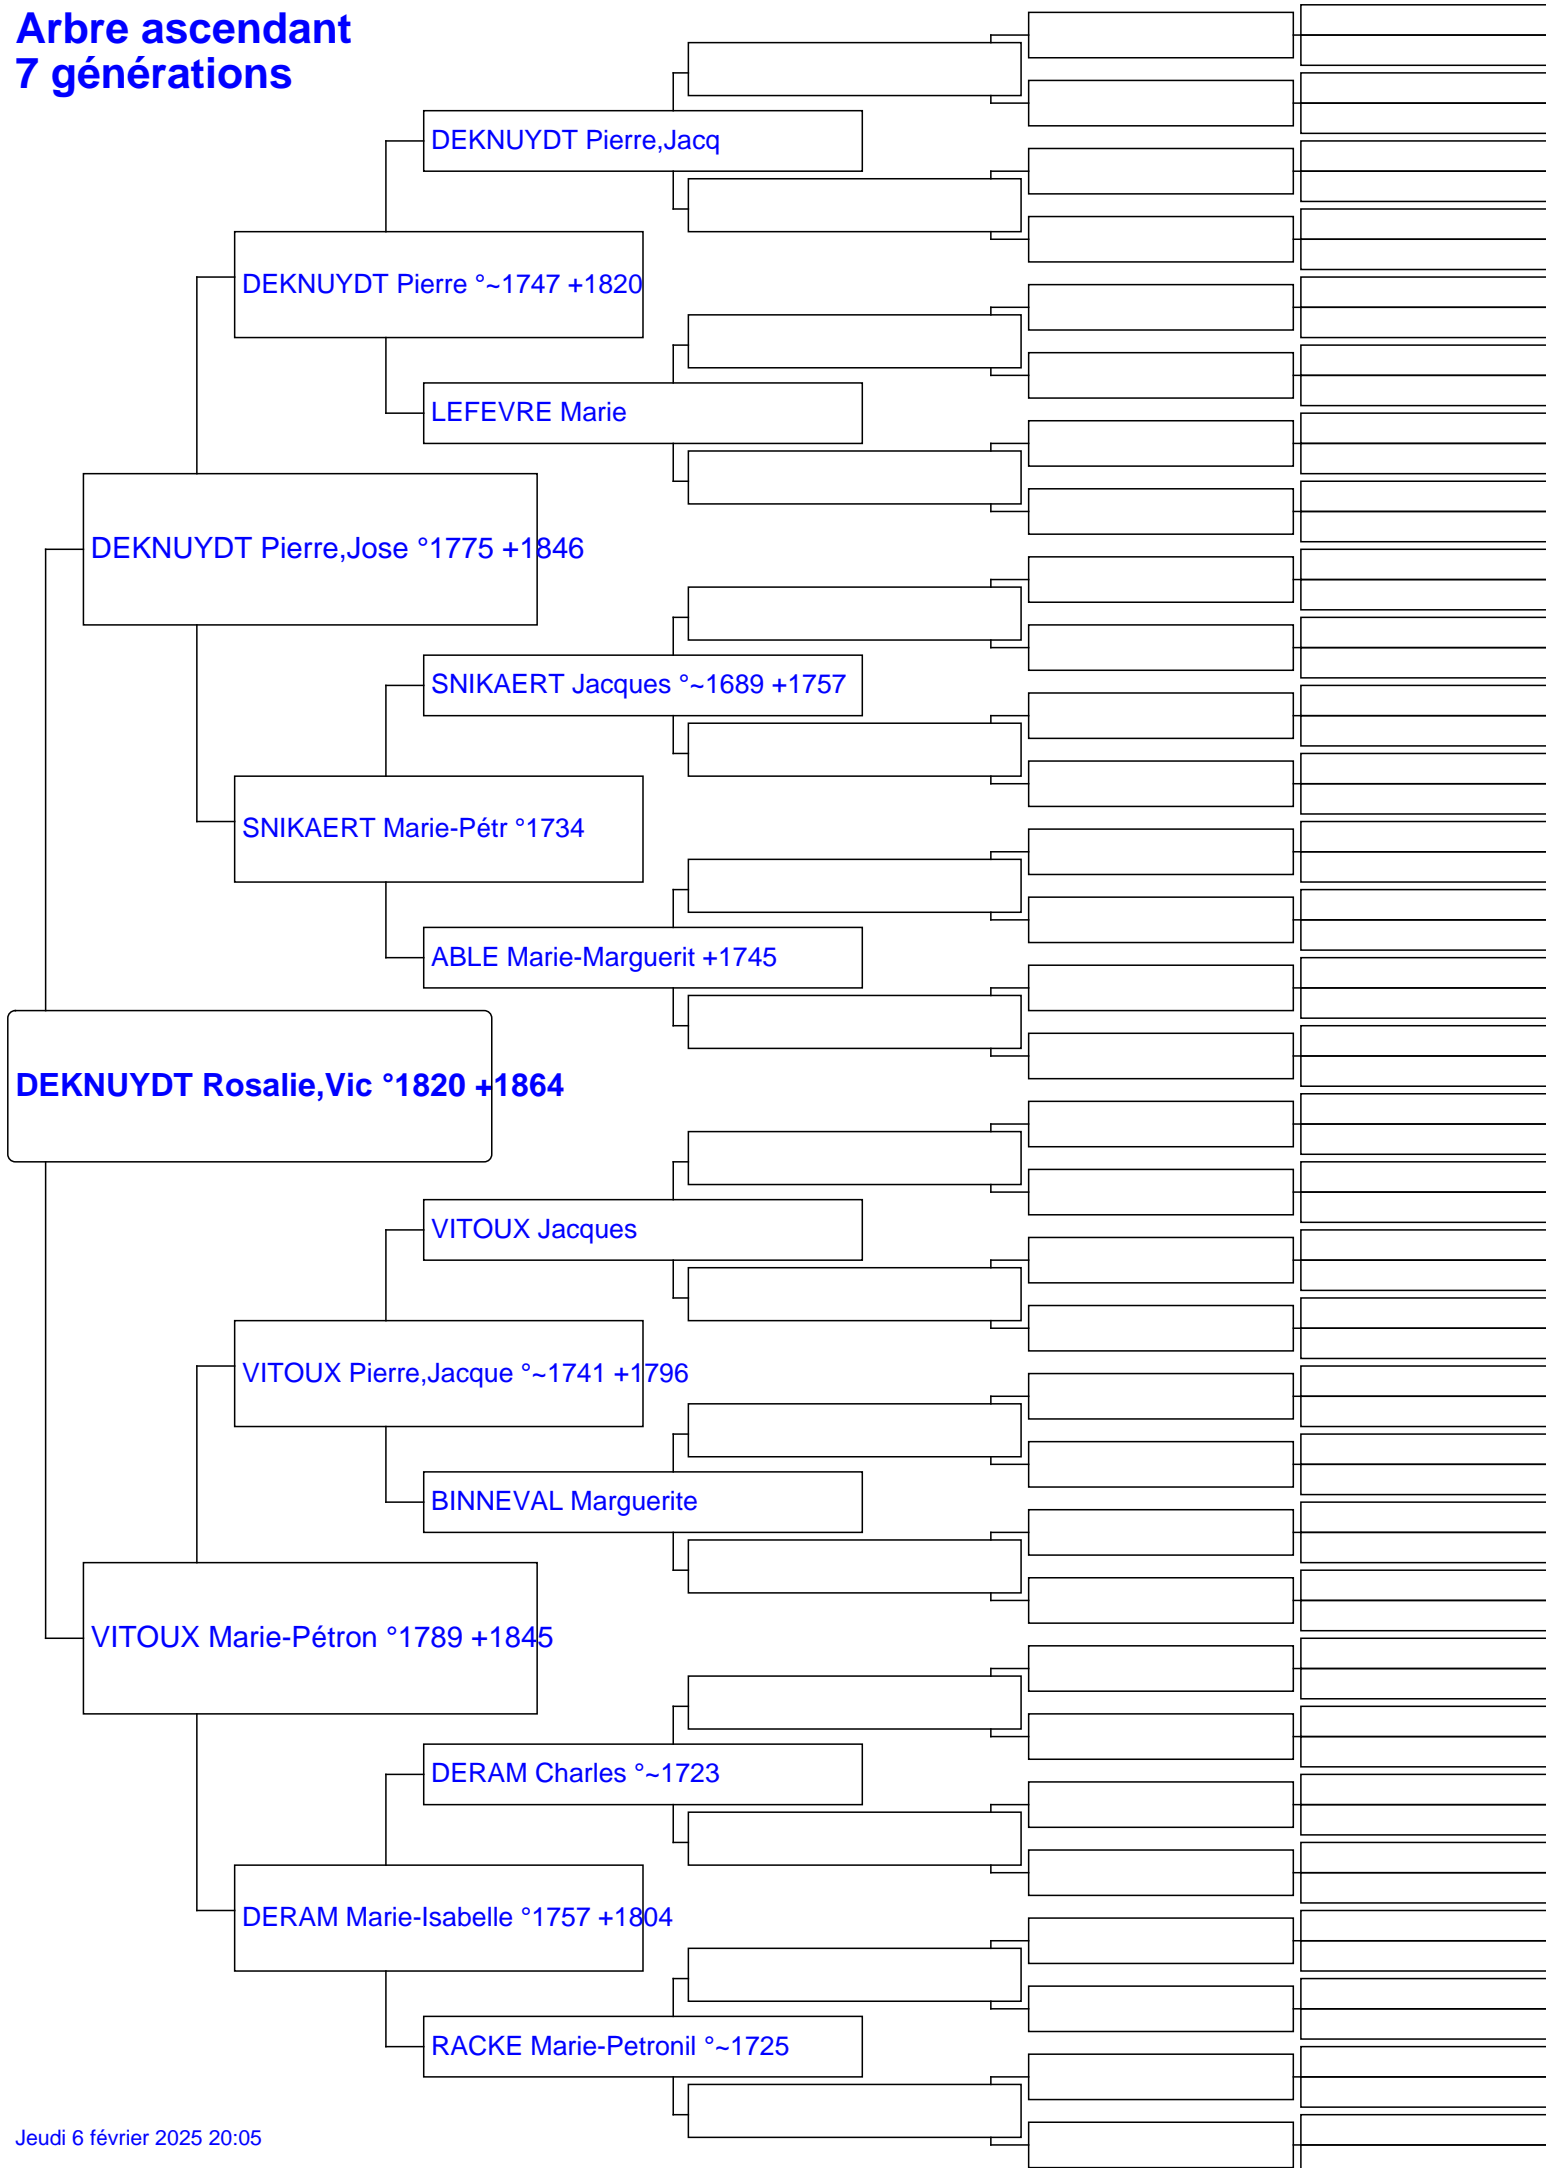 Arbre ascendant
7 générations
DEKNUYDT Pierre,Jacq
DEKNUYDT Pierre °~1747 +1820
LEFEVRE Marie
DEKNUYDT Pierre,Jose °1775 +1846
SNIKAERT Jacques °~1689 +1757
SNIKAERT Marie-Pétr °1734
ABLE Marie-Marguerit +1745
DEKNUYDT Rosalie,Vic °1820 +1864
VITOUX Jacques
VITOUX Pierre,Jacque °~1741 +1796
BINNEVAL Marguerite
VITOUX Marie-Pétron °1789 +1845
DERAM Charles °~1723
DERAM Marie-Isabelle °1757 +1804
RACKE Marie-Petronil °~1725
Jeudi 6 février 2025 20:05